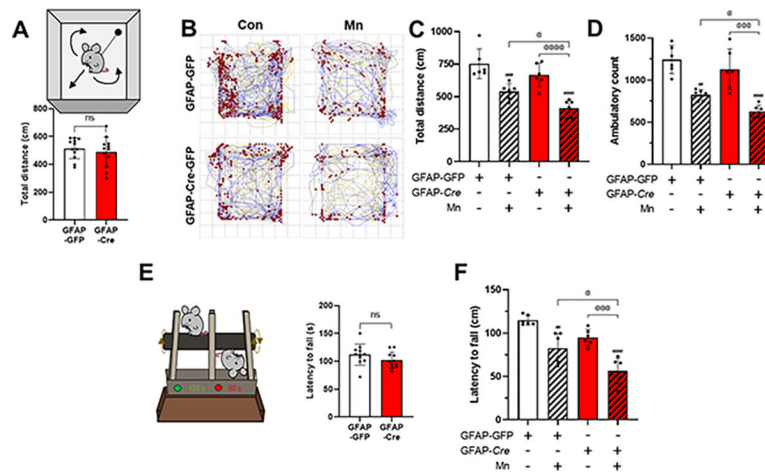 A
ns
Total distance (cm)
800
600
400
200
0
GFAP -GFP
GFAP -Cre
B
Con
Mn
GFAP-GFP
GFAP-Cre-GFP
C
@
@@@@
Total distance (cm)
1000
750
500
250
0
GFAP-GFP + + - -
GFAP-Cre - - + +
Mn - + - +
D
@
@@@
Ambulatory count
1500
1000
500
0
GFAP-GFP + + - -
GFAP-Cre - - + +
Mn - + - +
E
ns
Latency to fall (s)
200
150
100
50
0
GFAP -GFP
GFAP -Cre
F
@
@@@
Latency to fall (cm)
150
100
50
0
GFAP-GFP + + - -
GFAP-Cre - - + +
Mn - + - +